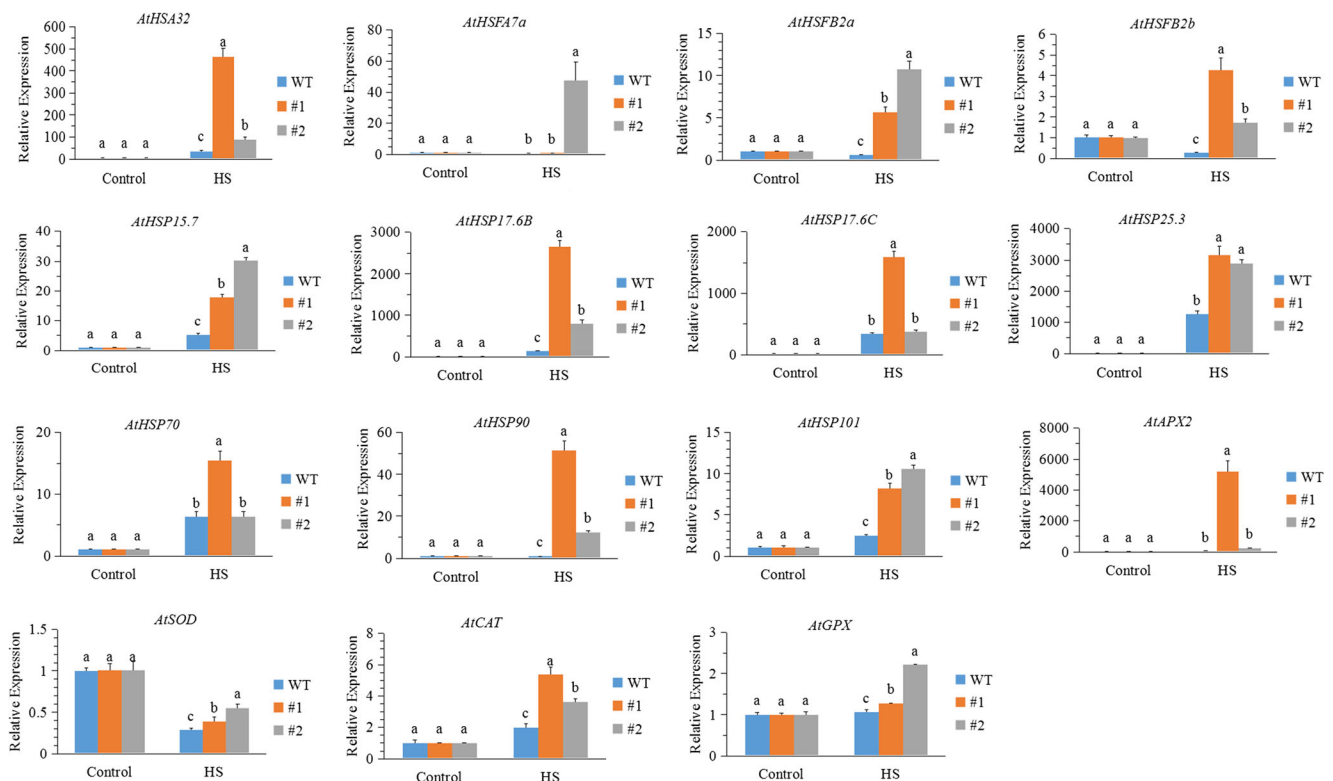 AtHSA32
Relative Expression
600
500
400
300
200
100
0
a a a
c a b
Control HS
WT
#1
#2
AtHSFA7a
Relative Expression
80
60
40
20
0
a a a
b b a
Control HS
WT
#1
#2
AtHSFB2a
Relative Expression
15
10
5
0
a a a
c b a
Control HS
WT
#1
#2
AtHSFB2b
Relative Expression
6
5
4
3
2
1
0
a a a
c a b
Control HS
WT
#1
#2
AtHSP15.7
Relative Expression
40
30
20
10
0
a a a
c b a
Control HS
WT
#1
#2
AtHSP17.6B
Relative Expression
3000
2000
1000
0
a a a
c a b
Control HS
WT
#1
#2
AtHSP17.6C
Relative Expression
2000
1000
0
a a a
b a b
Control HS
WT
#1
#2
AtHSP25.3
Relative Expression
4000
3000
2000
1000
0
a a a
b a a
Control HS
WT
#1
#2
AtHSP70
Relative Expression
20
10
0
a a a
b a b
Control HS
WT
#1
#2
AtHSP90
Relative Expression
60
40
20
0
a a a
c a b
Control HS
WT
#1
#2
AtHSP101
Relative Expression
15
10
5
0
a a a
c b a
Control HS
WT
#1
#2
AtAPX2
Relative Expression
8000
6000
4000
2000
0
a a a
b a b
Control HS
WT
#1
#2
AtSOD
Relative Expression
1.5
1
0.5
0
a a a
c b a
Control HS
WT
#1
#2
AtCAT
Relative Expression
8
6
4
2
0
a a a
c a b
Control HS
WT
#1
#2
AtGPX
Relative Expression
3
2
1
0
a a a
c b a
Control HS
WT
#1
#2